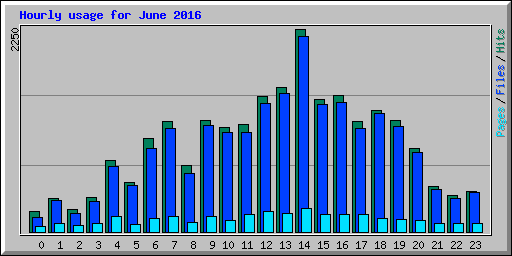 Hourly usage for June 2016
2250
Pages/Files/Hits
0 1 2 3 4 5 6 7 8 9 10 11 12 13 14 15 16 17 18 19 20 21 22 23